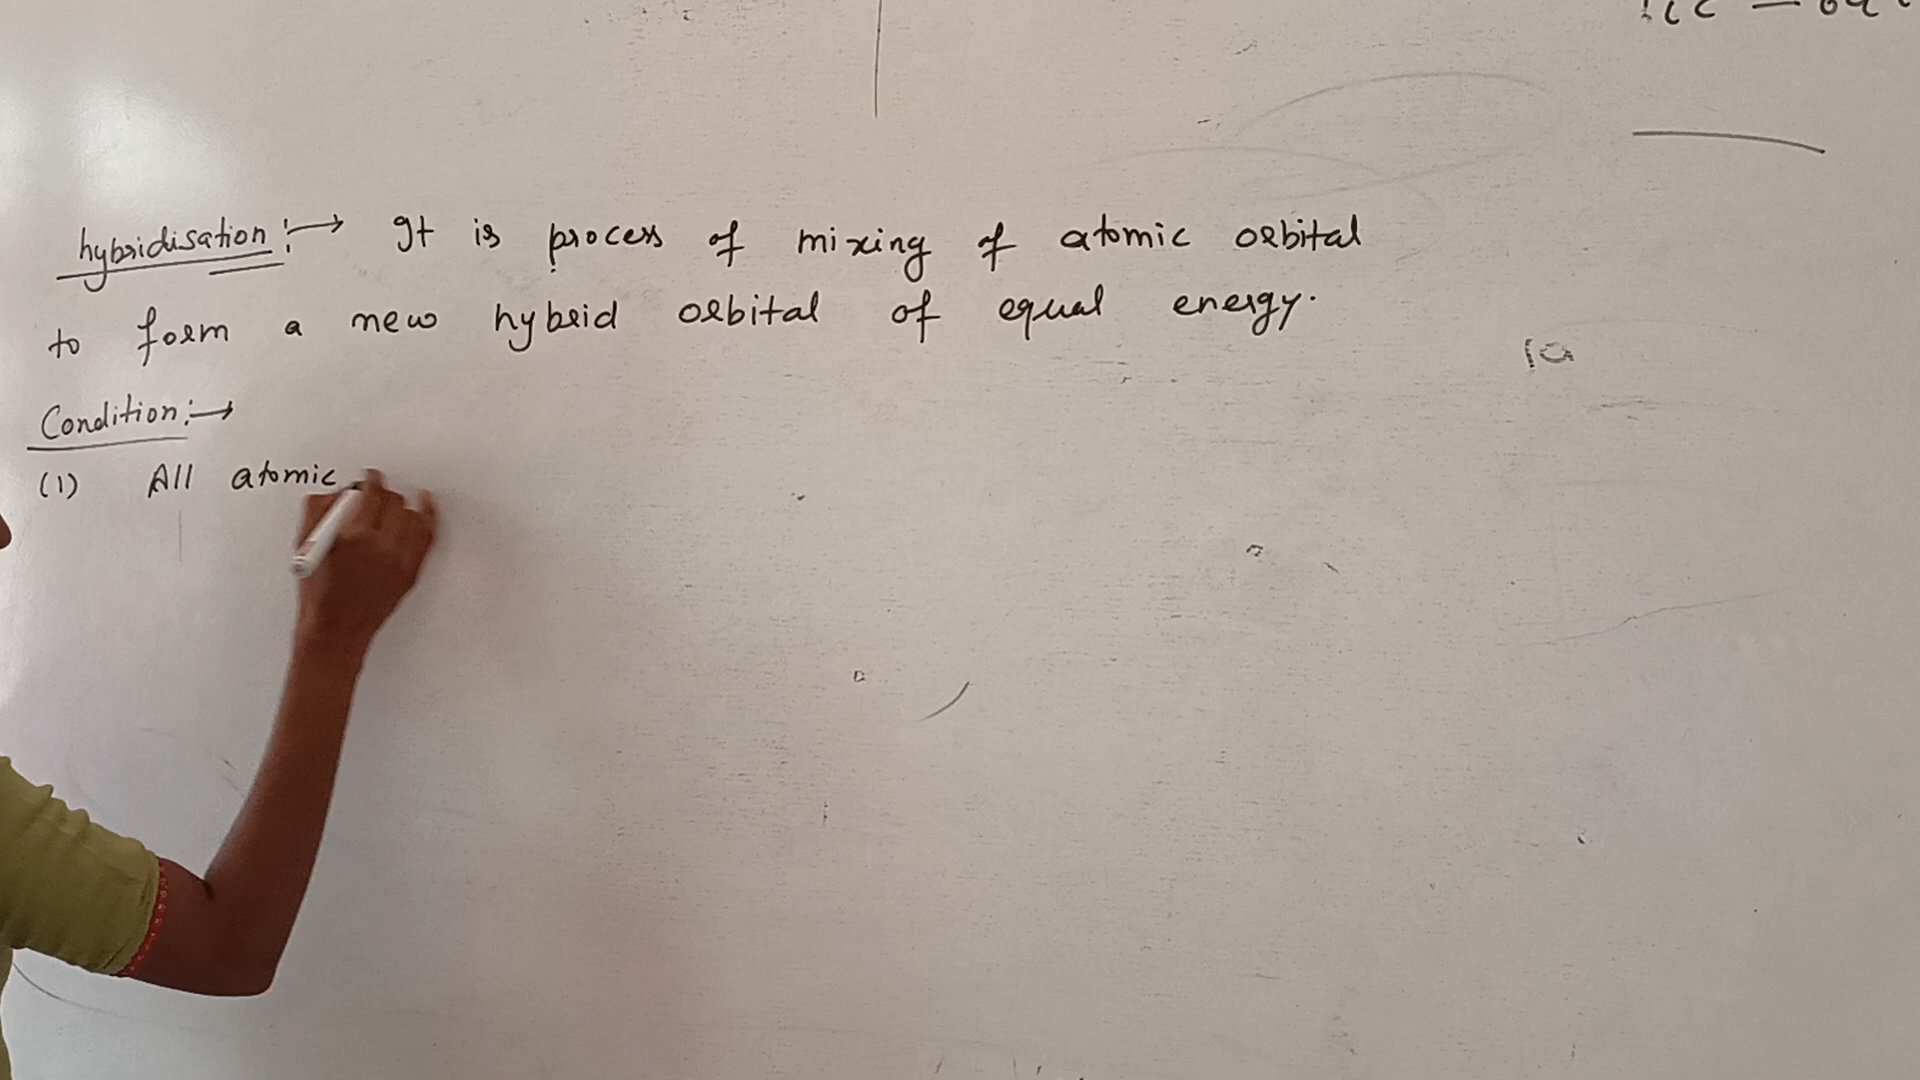 hybridisation :→ It is process of mixing of atomic orbital
to form a new hybrid orbital of equal energy.
Condition :→
(1) All atomic